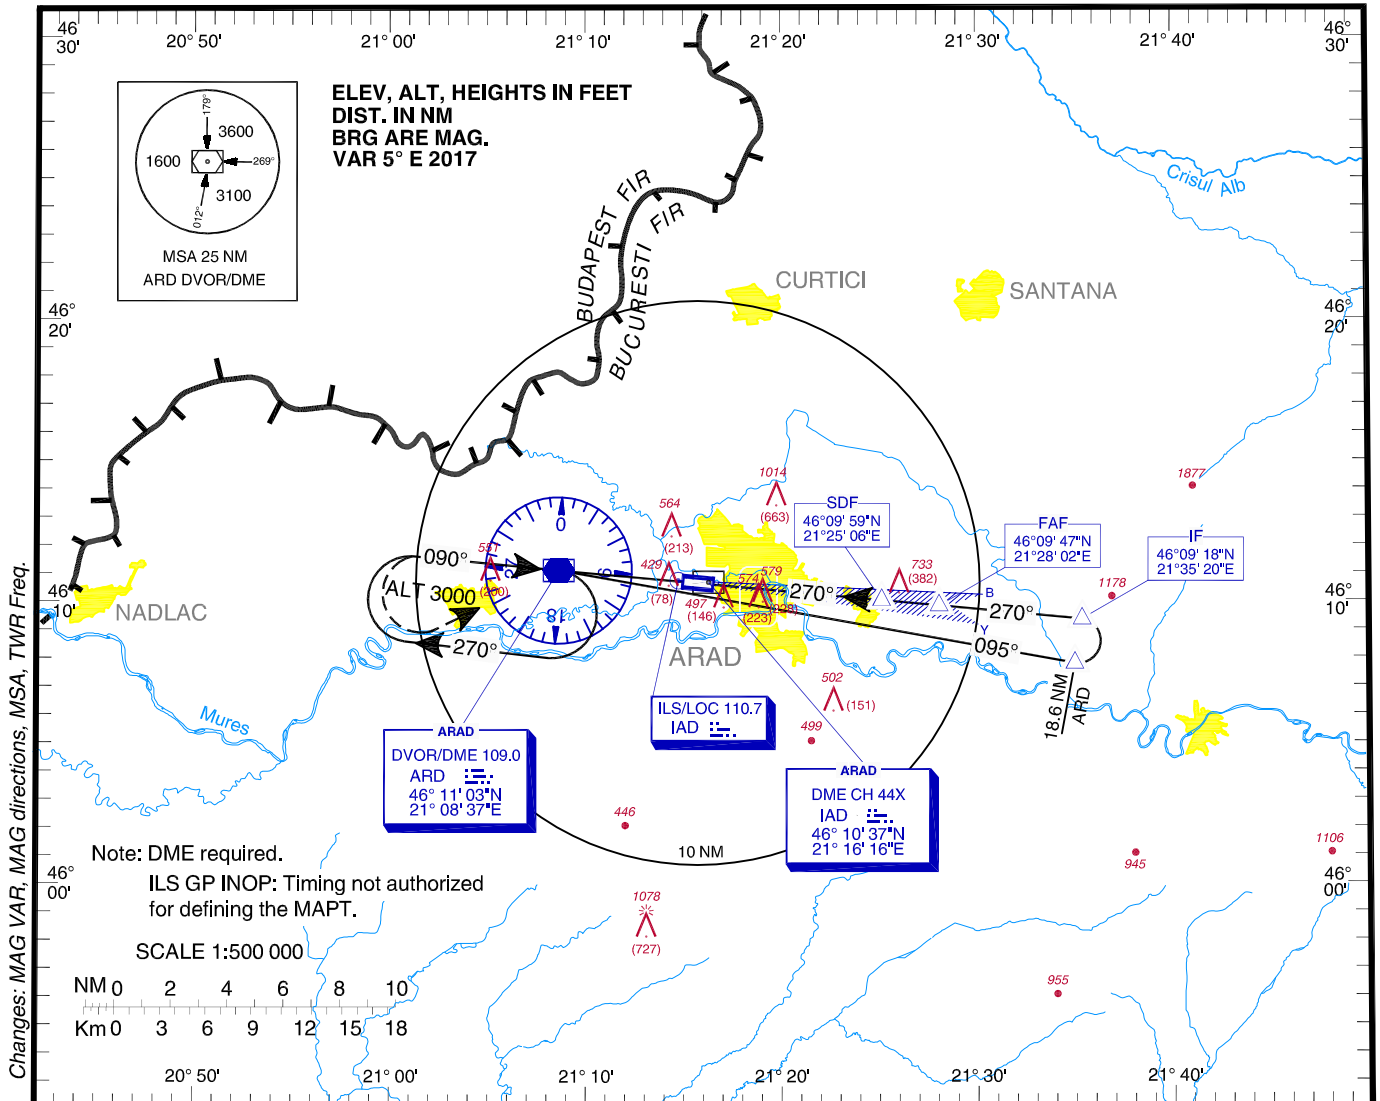 46° 30'
20° 50'
21° 00'
21° 10'
21° 20'
21° 30'
21° 40'
46° 30'
179°
3600
1600
269°
3100
012°
MSA 25 NM
ARD DVOR/DME
ELEV, ALT, HEIGHTS IN FEET
DIST. IN NM
BRG ARE MAG.
VAR 5° E 2017
BUDAPEST FIR
BUCURESTI FIR
Crisul Alb
CURTICI
SANTANA
46° 20'
46° 20'
1014
(663)
564
(213)
1877
SDF
46°09' 59"N
21°25' 06"E
FAF
46°09' 47"N
21°28' 02"E
IF
46°09' 18"N
21°35' 20"E
0
9
18
090°
551
429
(78)
579
574
733
(382)
1178
46° 10'
46° 10'
NADLAC
(ALT 3000
497
(146)
(223)
270°
B
270°
Y
270°
095°
ARAD
18.6 NM
ARD
Mures
502
(151)
499
ILS/LOC 110.7
IAD
ARAD
DVOR/DME 109.0
ARD
46° 11' 03"N
21° 08' 37"E
ARAD
DME CH 44X
IAD
46° 10' 37"N
21° 16' 16"E
446
10 NM
945
1106
46° 00'
46° 00'
Note: DME required.
ILS GP INOP: Timing not authorized
for defining the MAPT.
1078
(727)
955
SCALE 1:500 000
NM 0 2 4 6 8 10
Km 0 3 6 9 12 15 18
20° 50'
21° 00'
21° 10'
21° 20'
21° 30'
21° 40'
Changes: MAG VAR, MAG directions, MSA, TWR Freq.